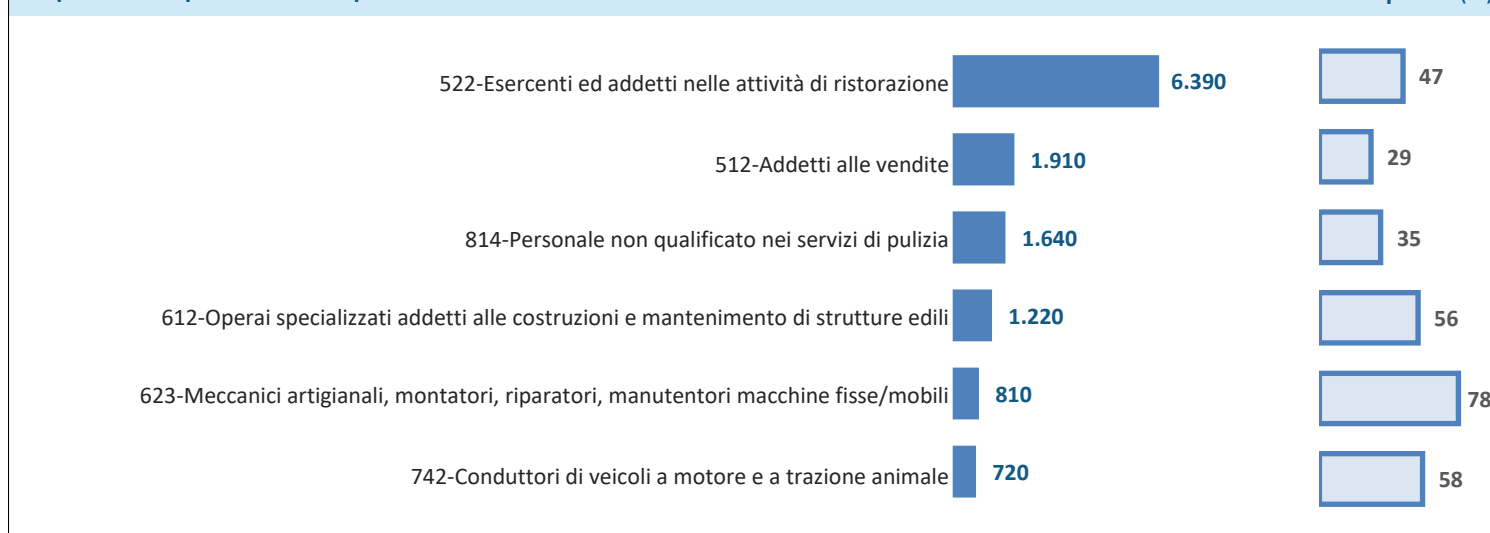 522-Esercenti ed addetti nelle attività di ristorazione 6.390 47
512-Addetti alle vendite 1.910 29
814-Personale non qualificato nei servizi di pulizia 1.640 35
612-Operai specializzati addetti alle costruzioni e mantenimento di strutture edili 1.220 56
623-Meccanici artigianali, montatori, riparatori, manutentori macchine fisse/mobili 810 78
742-Conduttori di veicoli a motore e a trazione animale 720 58